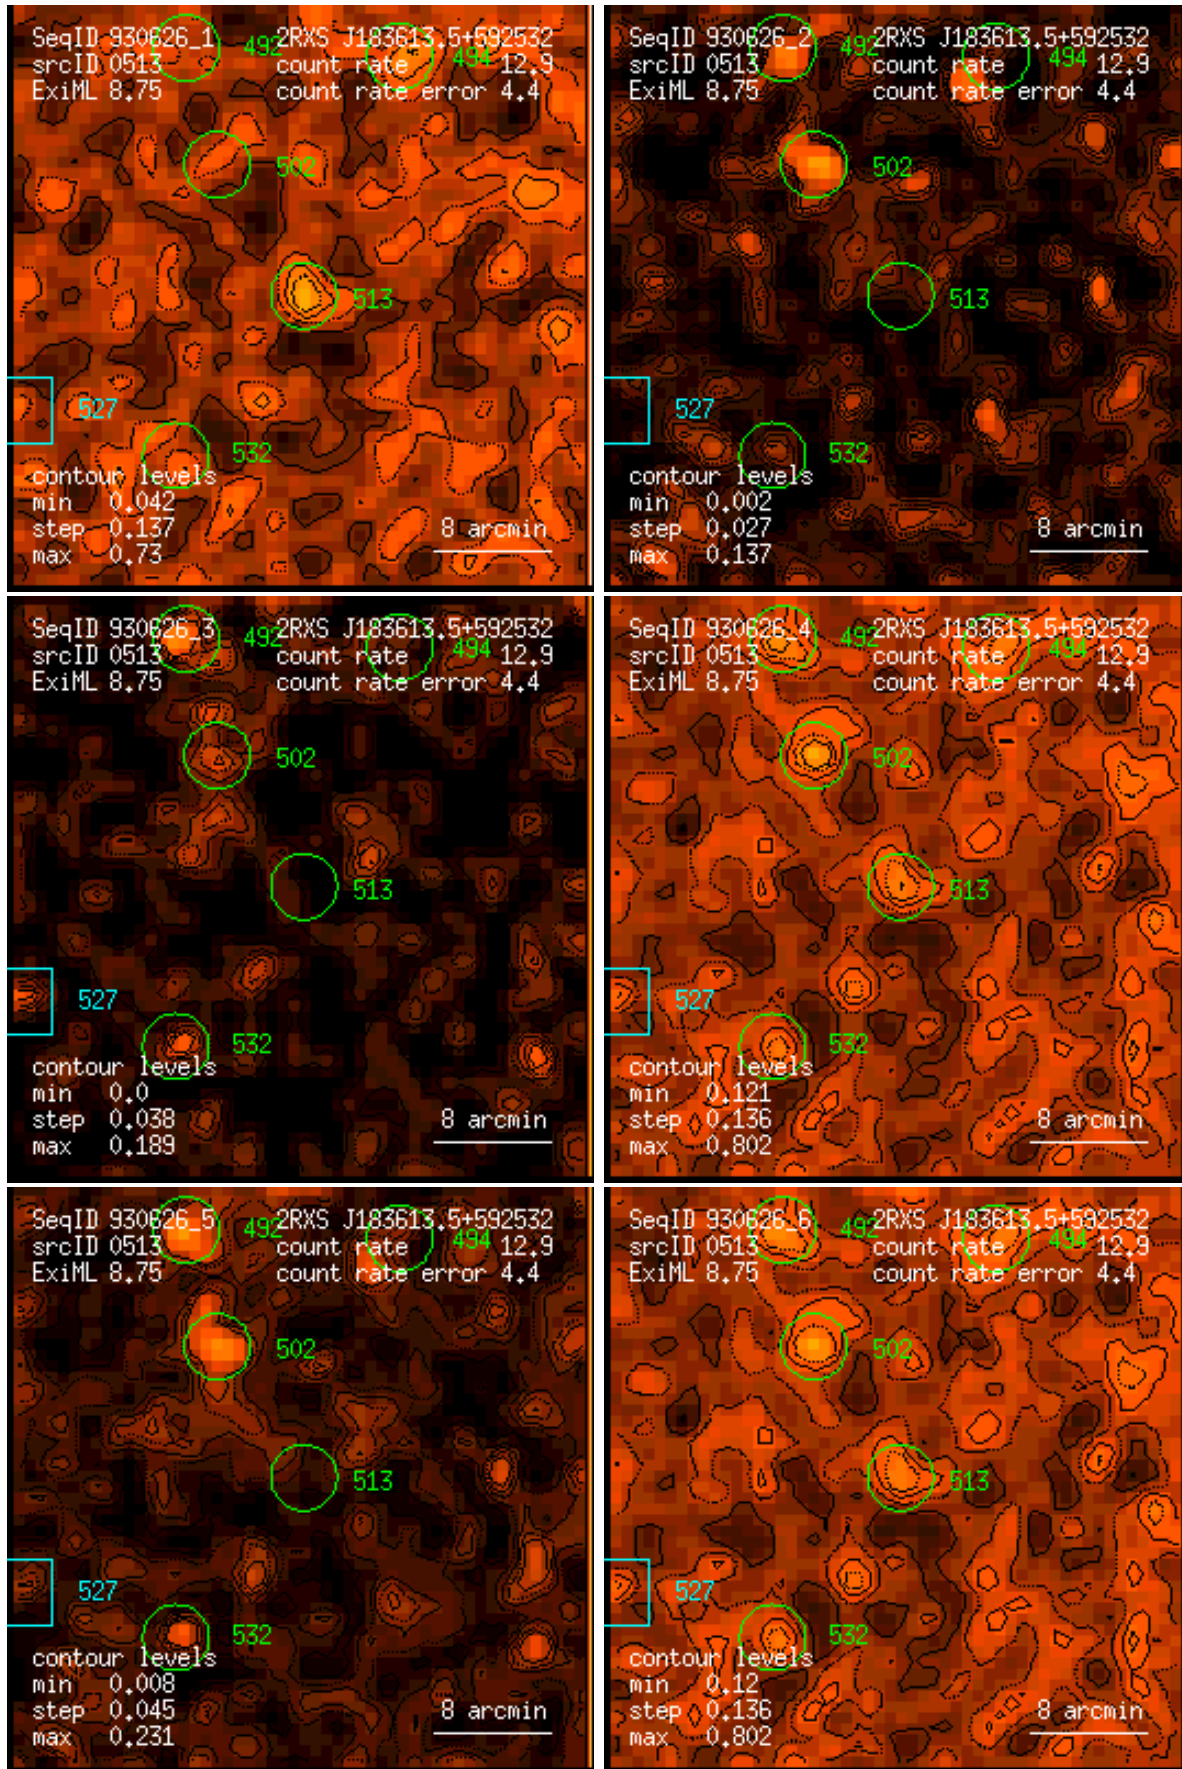 SeqID 930626_1 492 2RXS J183613.5+592532
srcID 0513 count rate 494 12.9
ExiML 8.75 count rate error 4.4
502
513
527
532
contour levels
min 0.042
step 0.137 8 arcmin
max 0.73
SeqID 930626_2 492 2RXS J183613.5+592532
srcID 0513 count rate 494 12.9
ExiML 8.75 count rate error 4.4
502
513
527
532
contour levels
min 0.002
step 0.027 8 arcmin
max 0.137
SeqID 930626_3 492 2RXS J183613.5+592532
srcID 0513 count rate 494 12.9
ExiML 8.75 count rate error 4.4
502
513
527
532
contour levels
min 0.0
step 0.038 8 arcmin
max 0.189
SeqID 930626_4 492 2RXS J183613.5+592532
srcID 0513 count rate 494 12.9
ExiML 8.75 count rate error 4.4
502
513
527
532
contour levels
min 0.121
step 0.136 8 arcmin
max 0.802
SeqID 930626_5 492 2RXS J183613.5+592532
srcID 0513 count rate 494 12.9
ExiML 8.75 count rate error 4.4
502
513
527
532
contour levels
min 0.008
step 0.045 8 arcmin
max 0.231
SeqID 930626_6 492 2RXS J183613.5+592532
srcID 0513 count rate 494 12.9
ExiML 8.75 count rate error 4.4
502
513
527
532
contour levels
min 0.12
step 0.136 8 arcmin
max 0.802